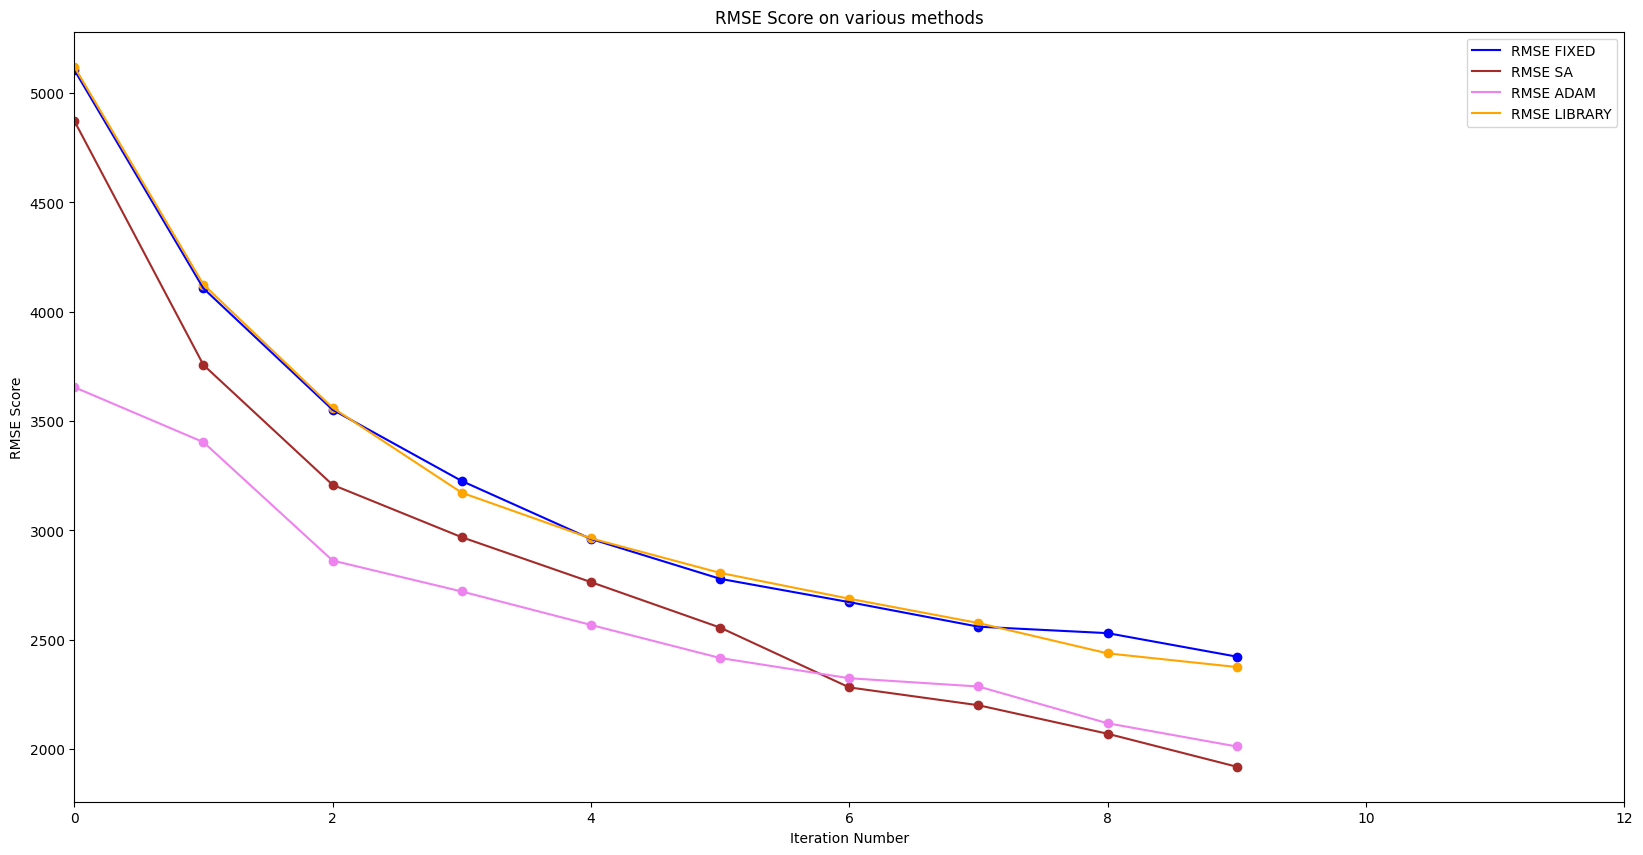 RMSE Score on various methods
RMSE FIXED
RMSE SA
RMSE ADAM
RMSE LIBRARY
RMSE Score
5000
4500
4000
3500
3000
2500
2000
0 2 4 6 8 10 12
Iteration Number